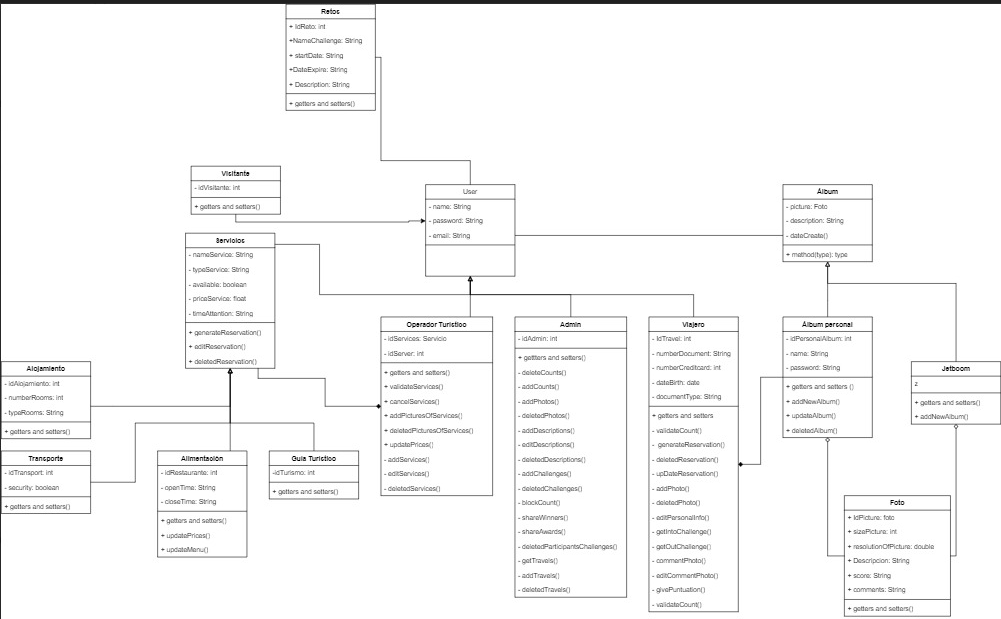 Retos
+ IdReto: int
+NameChallenge: String
+ startDate: String
+DateExpire: String
+ Description: String
+ getters and setters()
Visitante
- idVisitante: int
+ getters and setters()
User
- name: String
- password: String
- email: String
Álbum
- picture: Foto
- description: String
- dateCreate()
+ method(type): type
Servicios
- nameService: String
- typeService: String
- available: boolean
- priceService: float
- timeAttention: String
+ generateReservation()
+ editReservation()
+ deletedReservation()
Operador Turístico
- idServices: Servicio
- idServer: int
+ getters and setters()
+ validateServices()
+ cancelServices()
+ addPicturesOfServices()
+ deletedPicturesOfServices()
+ updatePrices()
- addServices()
- editServices()
- deletedServices()
Admin
- idAdmin: int
+ gettters and setters()
- deleteCounts()
- addCounts()
- addPhotos()
- deletedPhotos()
- addDescriptions()
- editDescriptions()
- deletedDescriptions()
- addChallenges()
- deletedChallenges()
- blockCount()
- shareWinners()
- shareAwards()
- deletedParticipantsChallenges()
- getTravels()
- addTravels()
- deletedTravels()
Viajero
- IdTravel: int
- numberDocument: String
- numberCreditcard: int
- dateBirth: date
- documentType: String
+ getters and setters
- validateCount()
- generateReservation()
- deletedReservation()
- upDateReservation()
- addPhoto()
- deletedPhoto()
- editPersonalInfo()
- getIntoChallenge()
- getOutChallenge()
- commentPhoto()
- editCommentPhoto()
- givePuntuation()
- validateCount()
Álbum personal
- idPersonalAlbum: int
- name: String
- password: String
+ getters and setters ()
- addNewAlbum()
+ updateAlbum()
+ deletedAlbum()
Jetboom
z
+ getters and setters()
+ addNewAlbum()
Alojamiento
- idAlojamiento: int
- numberRooms: int
- typeRooms: String
+ getters and setters()
Transporte
- idTransport: int
- security: boolean
+ getters and setters()
Alimentación
- idRestaurante: int
- openTime: String
- closeTime: String
+ getters and setters()
+ updatePrices()
+ updateMenu()
Guía Turístico
-idTurismo: int
+ getters and setters()
Foto
+ IdPicture: foto
+ sizePicture: int
+ resolutionOfPicture: double
+ Descripcion: String
+ score: String
+ comments: String
+ getters and setters()